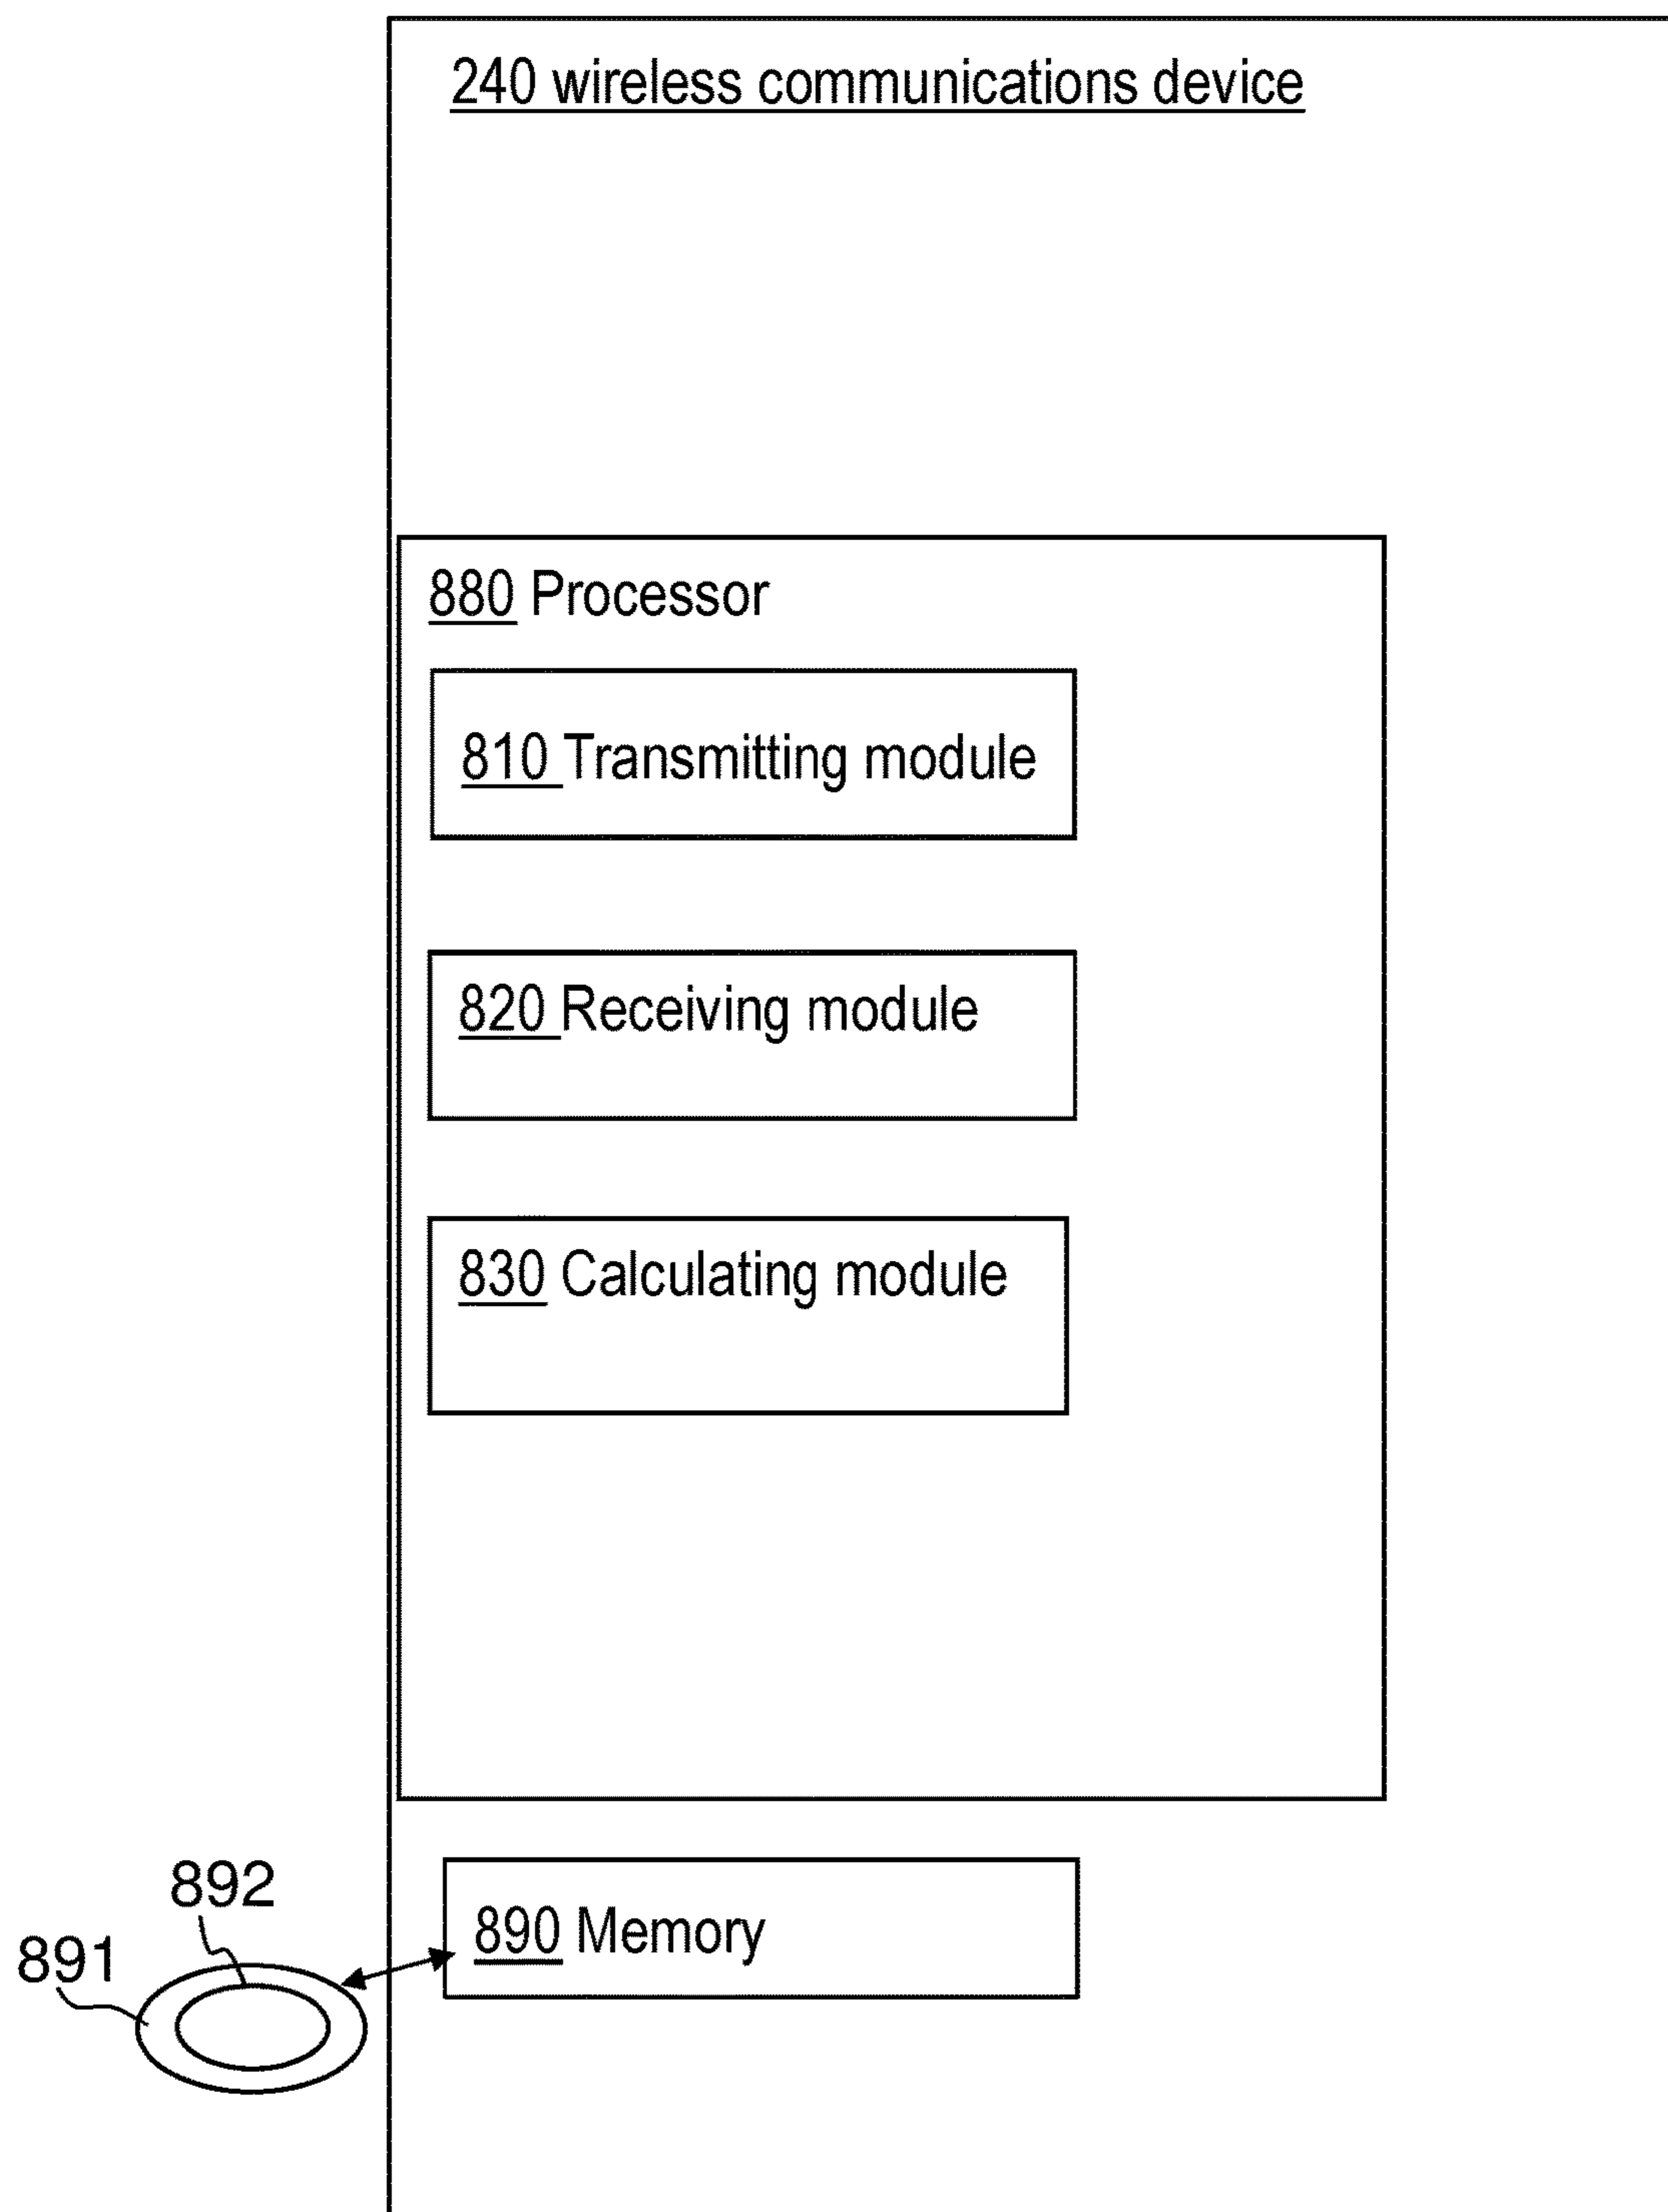 240 wireless communications device
880 Processor
810 Transmitting module
820 Receiving module
830 Calculating module
892
891
890 Memory